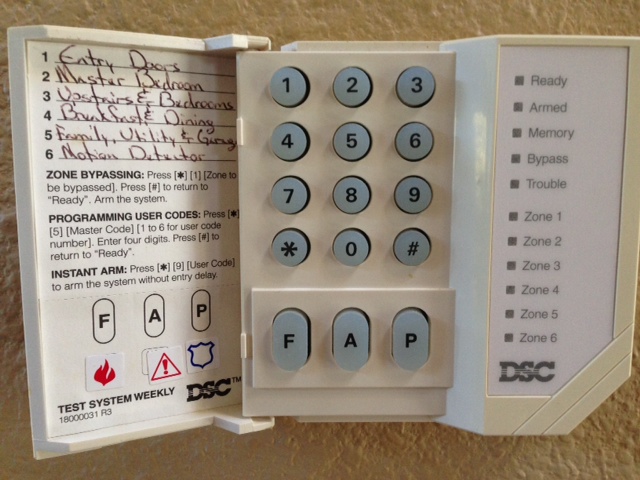 1 Entry Doors
2 Master Bedroom
3 Upstairs & Bedrooms
4 Breakfast & Dining
5 Family, Utility & Garage
6 Motion Detector
ZONE BYPASSING: Press [✱] [1] [Zone to
be bypassed]. Press [#] to return to
"Ready". Arm the system.
PROGRAMMING USER CODES: Press [✱]
[5] [Master Code] [1 to 6 for user code
number]. Enter four digits. Press [#] to
return to "Ready".
INSTANT ARM: Press [✱] [9] [User Code]
to arm the system without entry delay.
F A P
TEST SYSTEM WEEKLY
18000031 R3
DSC™
1 2 3
4 5 6
7 8 9
✱ 0 #
F A P
Ready
Armed
Memory
Bypass
Trouble
Zone 1
Zone 2
Zone 3
Zone 4
Zone 5
Zone 6
DSC